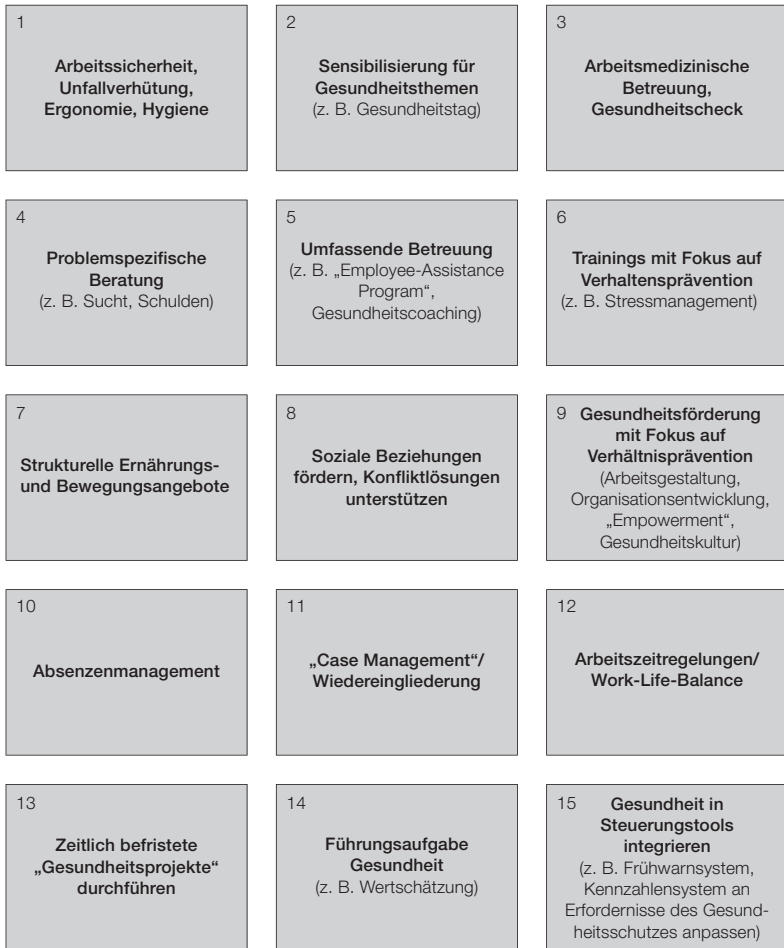 1
Arbeitssicherheit,
Unfallverhütung,
Ergonomie, Hygiene
2
Sensibilisierung für
Gesundheitsthemen
(z. B. Gesundheitstag)
3
Arbeitsmedizinische
Betreuung,
Gesundheitscheck
4
Problemspezifische
Beratung
(z. B. Sucht, Schulden)
5
Umfassende Betreuung
(z. B. „Employee-Assistance
Program“,
Gesundheitscoaching)
6
Trainings mit Fokus auf
Verhaltensprävention
(z. B. Stressmanagement)
7
Strukturelle Ernährungs-
und Bewegungsangebote
8
Soziale Beziehungen
fördern, Konfliktlösungen
unterstützen
9 Gesundheitsförderung
mit Fokus auf
Verhältnisprävention
(Arbeitsgestaltung,
Organisationsentwicklung,
„Empowerment“,
Gesundheitskultur)
10
Absenzenmanagement
11
„Case Management“/
Wiedereingliederung
12
Arbeitszeitregelungen/
Work-Life-Balance
13
Zeitlich befristete
„Gesundheitsprojekte“
durchführen
14
Führungsaufgabe
Gesundheit
(z. B. Wertschätzung)
15 Gesundheit in
Steuerungstools
integrieren
(z. B. Frühwarnsystem,
Kennzahlensystem an
Erfordernisse des Gesund-
heitsschutzes anpassen)